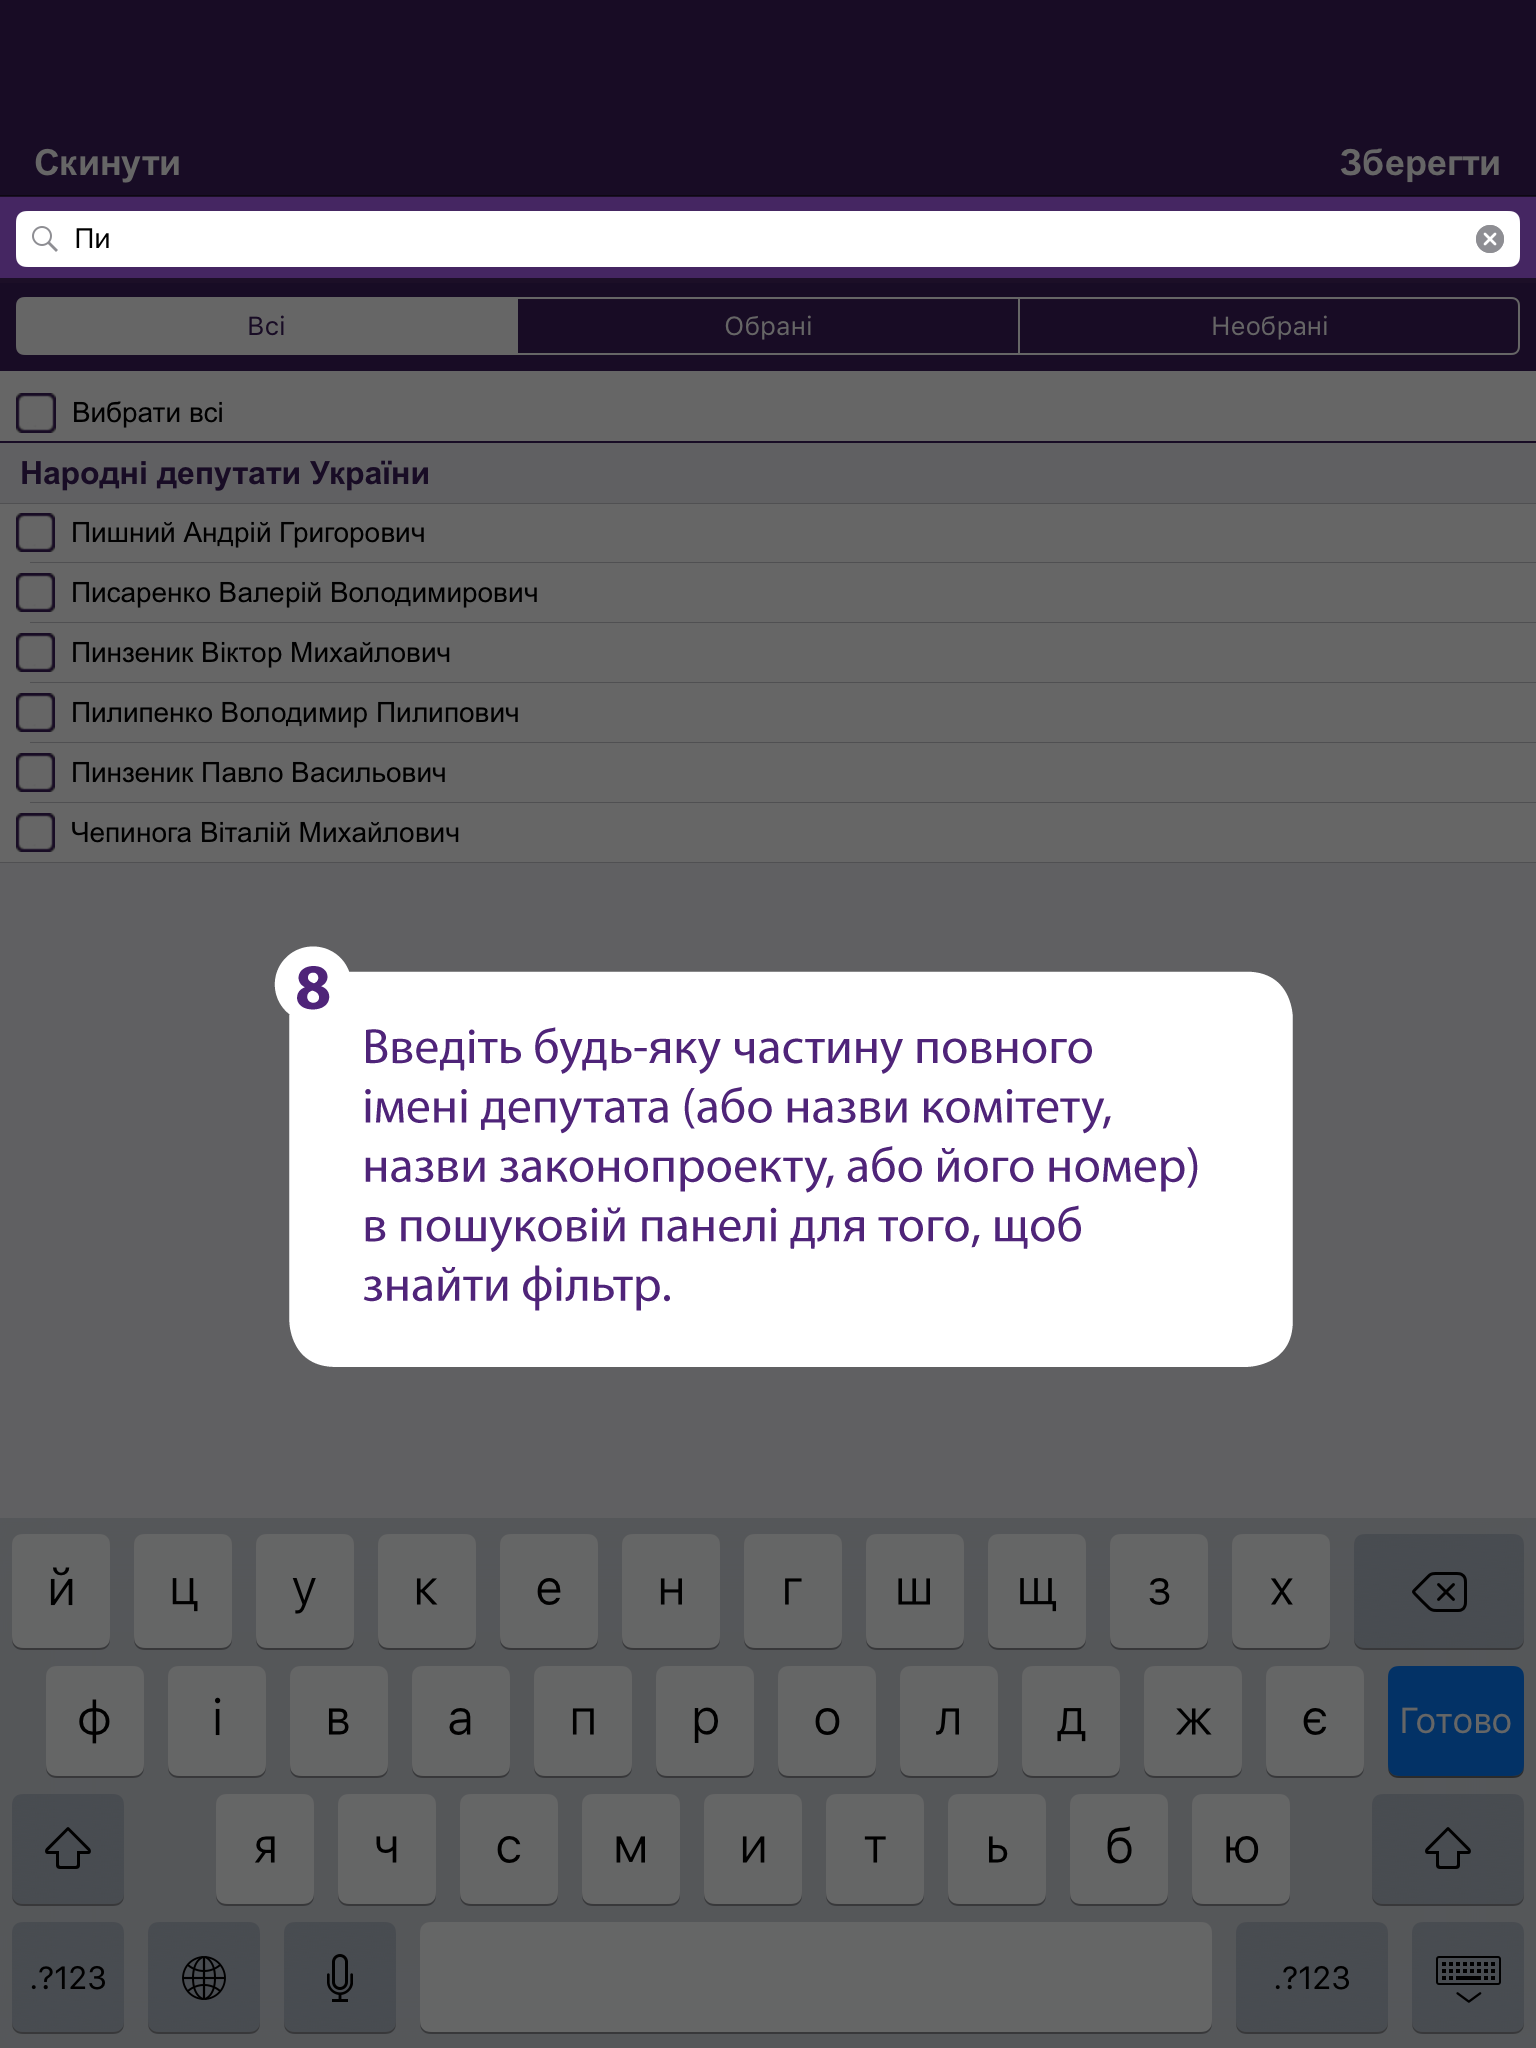 Скинути
Зберегти
Пи
Всі
Обрані
Необрані
Вибрати всі
Народні депутати України
Пишний Андрій Григорович
Писаренко Валерій Володимирович
Пинзеник Віктор Михайлович
Пилипенко Володимир Пилипович
Пинзеник Павло Васильович
Чепинога Віталій Михайлович
8
Введіть будь-яку частину повного
імені депутата (або назви комітету,
назви законопроекту, або його номер)
в пошуковій панелі для того, щоб
знайти фільтр.
й ц у к е н г ш щ з х
ф і в а п р о л д ж є Готово
я ч с м и т ь б ю
.?123 .?123